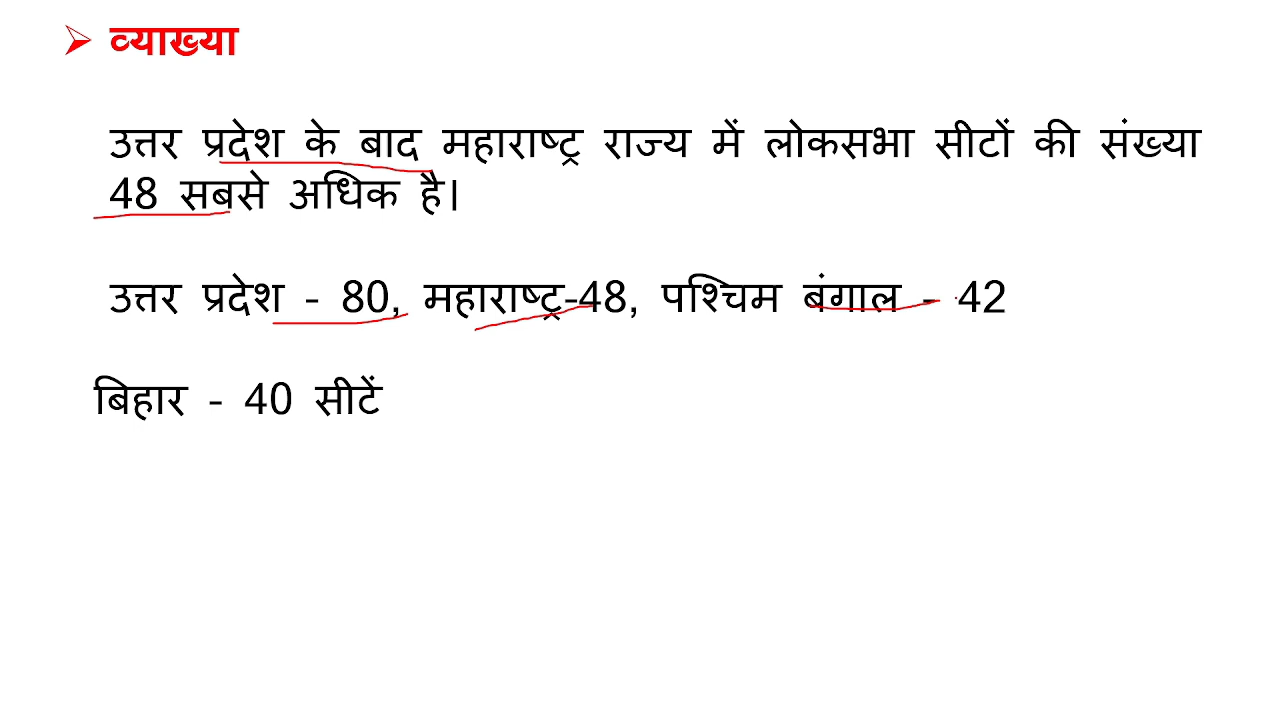 व्याख्या
उत्तर प्रदेश के बाद महाराष्ट्र राज्य में लोकसभा सीटों की संख्या
48 सबसे अधिक है।
उत्तर प्रदेश - 80, महाराष्ट्र-48, पश्चिम बंगाल - 42
बिहार - 40 सीटें